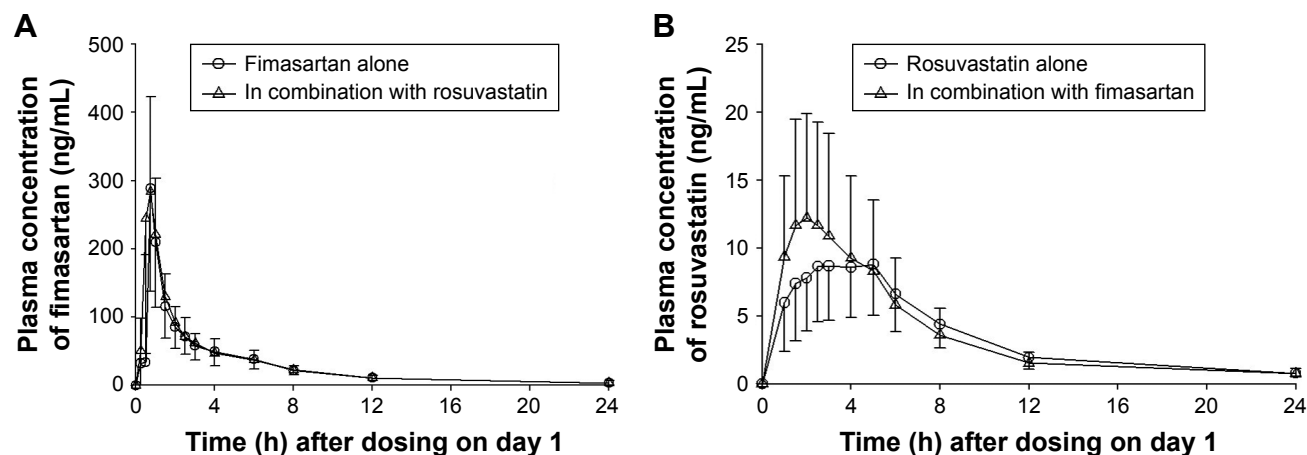 A
Plasma concentration
of fimasartan (ng/mL)
500
400
300
200
100
0
Fimasartan alone
In combination with rosuvastatin
0 4 8 12 16 20 24
Time (h) after dosing on day 1
B
Plasma concentration
of rosuvastatin (ng/mL)
25
20
15
10
5
0
Rosuvastatin alone
In combination with fimasartan
0 4 8 12 16 20 24
Time (h) after dosing on day 1